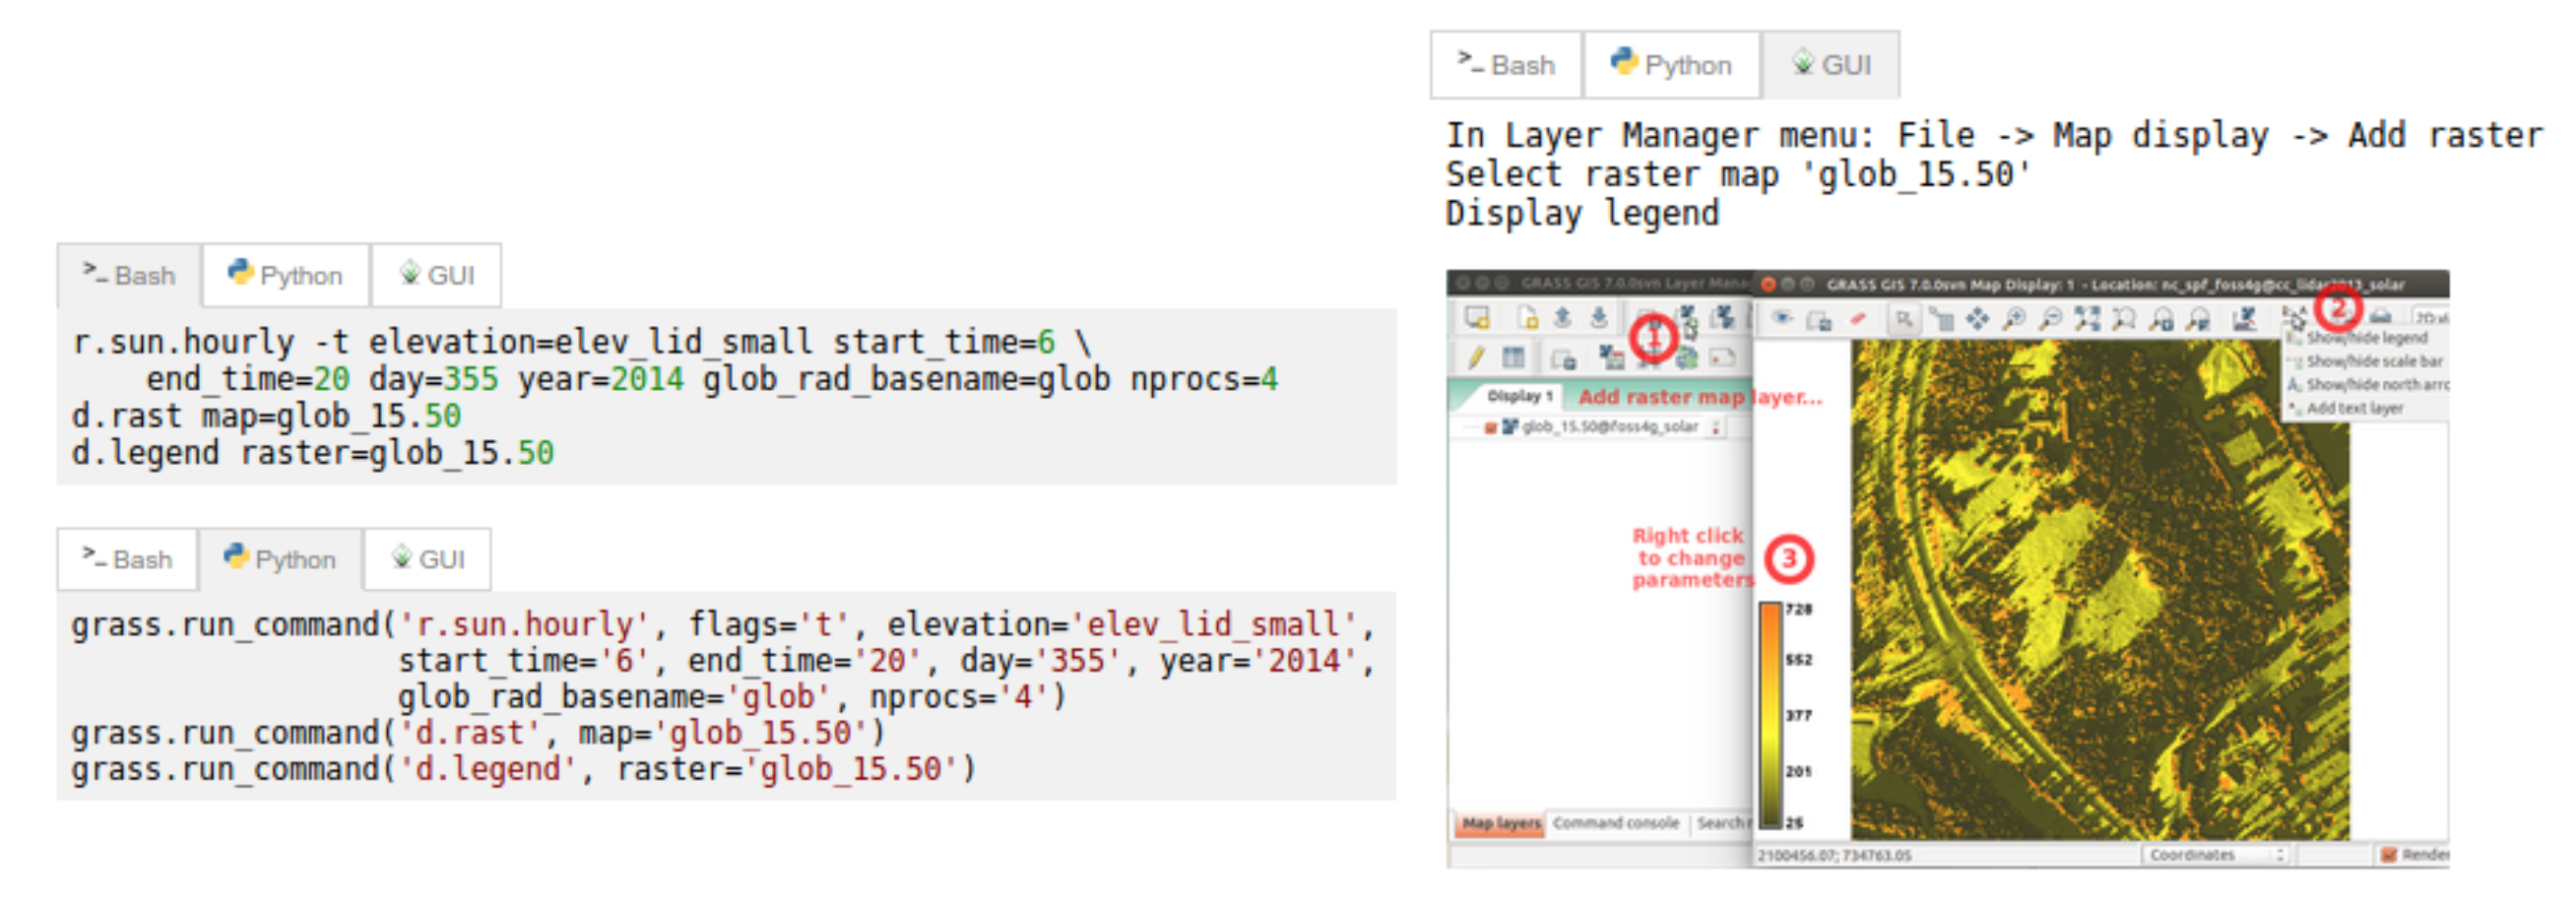 >_ Bash Python GUI
r.sun.hourly -t elevation=elev_lid_small start_time=6 \
end_time=20 day=355 year=2014 glob_rad_basename=glob nprocs=4
d.rast map=glob_15.50
d.legend raster=glob_15.50
>_ Bash Python GUI
grass.run_command('r.sun.hourly', flags='t', elevation='elev_lid_small',
start_time='6', end_time='20', day='355', year='2014',
glob_rad_basename='glob', nprocs='4')
grass.run_command('d.rast', map='glob_15.50')
grass.run_command('d.legend', raster='glob_15.50')
>_ Bash Python GUI
In Layer Manager menu: File -> Map display -> Add raster
Select raster map 'glob_15.50'
Display legend
GRASS GIS 7.0.0svn Layer Mana
GRASS GIS 7.0.0svn Map Display: 1 - Location: nc_spf_foss4g@cc_lidar2013_solar
1
2
Show/hide legend
Show/hide scale bar
Show/hide north arro
Add text layer
Display 1
Add raster map layer...
glob_15.50@foss4g_solar
Right click
to change
parameters
3
728
552
377
201
25
Map layers Command console Search
2100456.07; 734763.05
Coordinates
Render